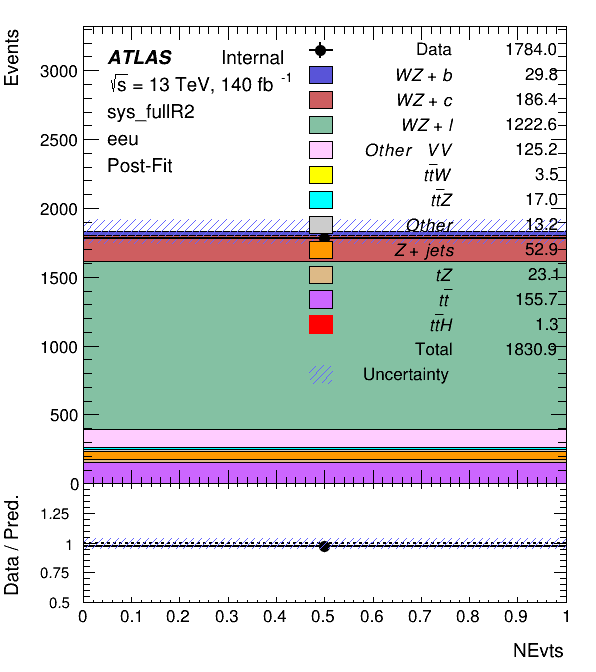 Events
ATLAS Internal
√s = 13 TeV, 140 fb⁻¹
sys_fullR2
eeu
Post-Fit
Data 1784.0
WZ + b 29.8
WZ + c 186.4
WZ + l 1222.6
Other VV 125.2
tt̅W 3.5
tt̅Z 17.0
Other 13.2
Z + jets 52.9
tZ 23.1
tt̅ 155.7
tt̅H 1.3
Total 1830.9
Uncertainty
3000
2500
2000
1500
1000
500
0
Data / Pred.
1.25
1
0.75
0.5
0 0.1 0.2 0.3 0.4 0.5 0.6 0.7 0.8 0.9 1
NEvts